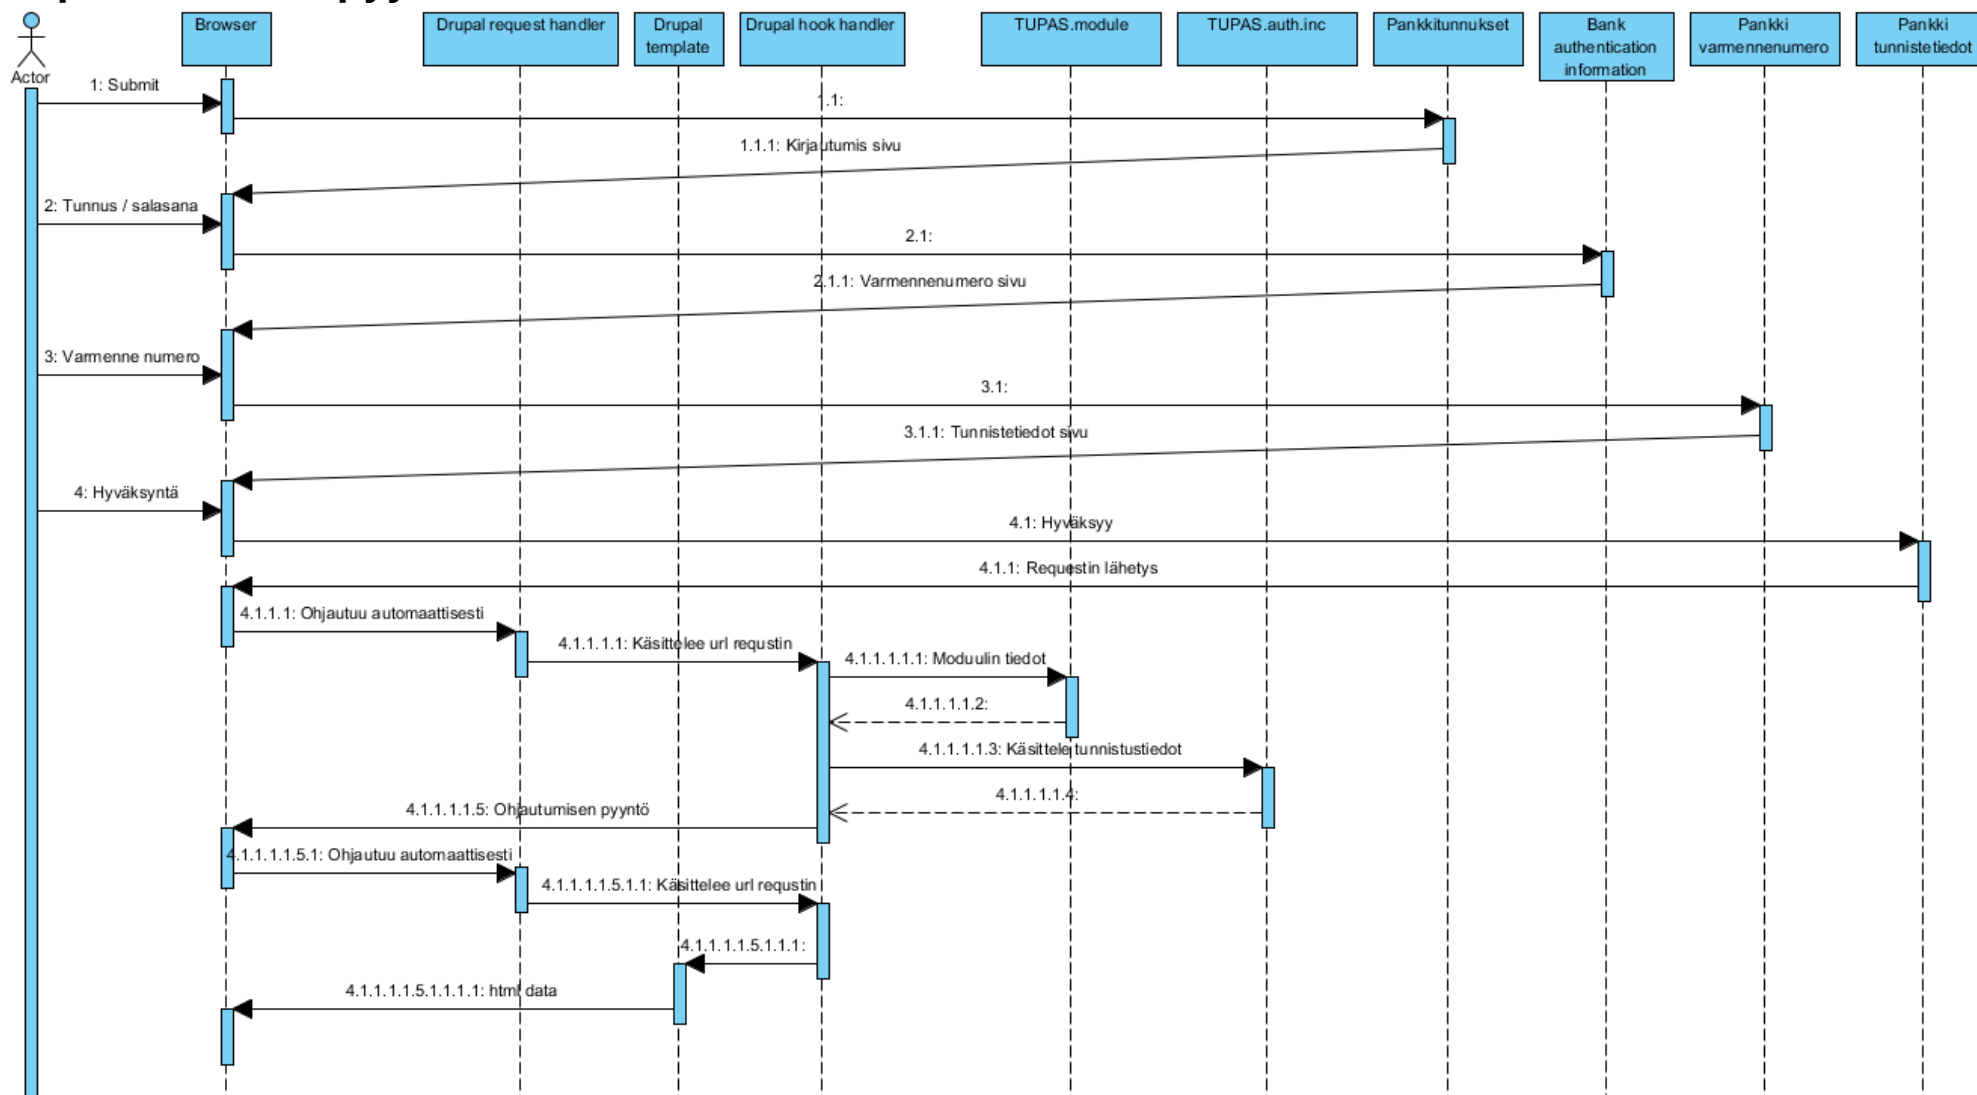 Browser
Drupal request handler
Drupal
template
Drupal hook handler
TUPAS.module
TUPAS.auth.inc
Pankkitunnukset
Bank
authentication
information
Pankki
varmennenumero
Pankki
tunnistetiedot
Actor
1: Submit
1.1:
1.1.1: Kirjautumis sivu
2: Tunnus / salasana
2.1:
2.1.1: Varmennenumero sivu
3: Varmenne numero
3.1:
3.1.1: Tunnistetiedot sivu
4: Hyväksyntä
4.1: Hyväksyy
4.1.1: Requestin lähetys
4.1.1.1: Ohjautuu automaattisesti
4.1.1.1.1: Käsittelee url requstin
4.1.1.1.1.1: Moduulin tiedot
4.1.1.1.1.2:
4.1.1.1.1.3: Käsittele tunnistustiedot
4.1.1.1.1.4:
4.1.1.1.1.5: Ohjautumisen pyyntö
4.1.1.1.1.5.1: Ohjautuu automaattisesti
4.1.1.1.1.5.1.1: Käsittelee url requstin
4.1.1.1.1.5.1.1.1:
4.1.1.1.1.5.1.1.1.1: html data